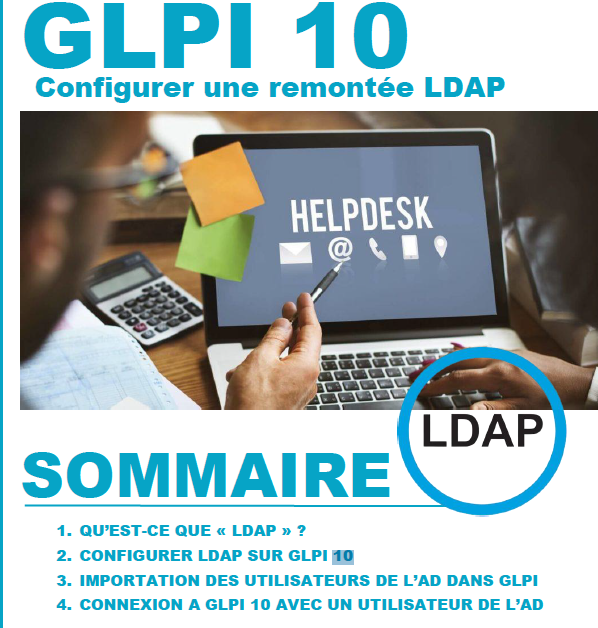 GLPI 10
Configurer une remontée LDAP
HELPDESK
@
LDAP
SOMMAIRE
1. QU’EST-CE QUE « LDAP » ?
2. CONFIGURER LDAP SUR GLPI 10
3. IMPORTATION DES UTILISATEURS DE L’AD DANS GLPI
4. CONNEXION A GLPI 10 AVEC UN UTILISATEUR DE L’AD